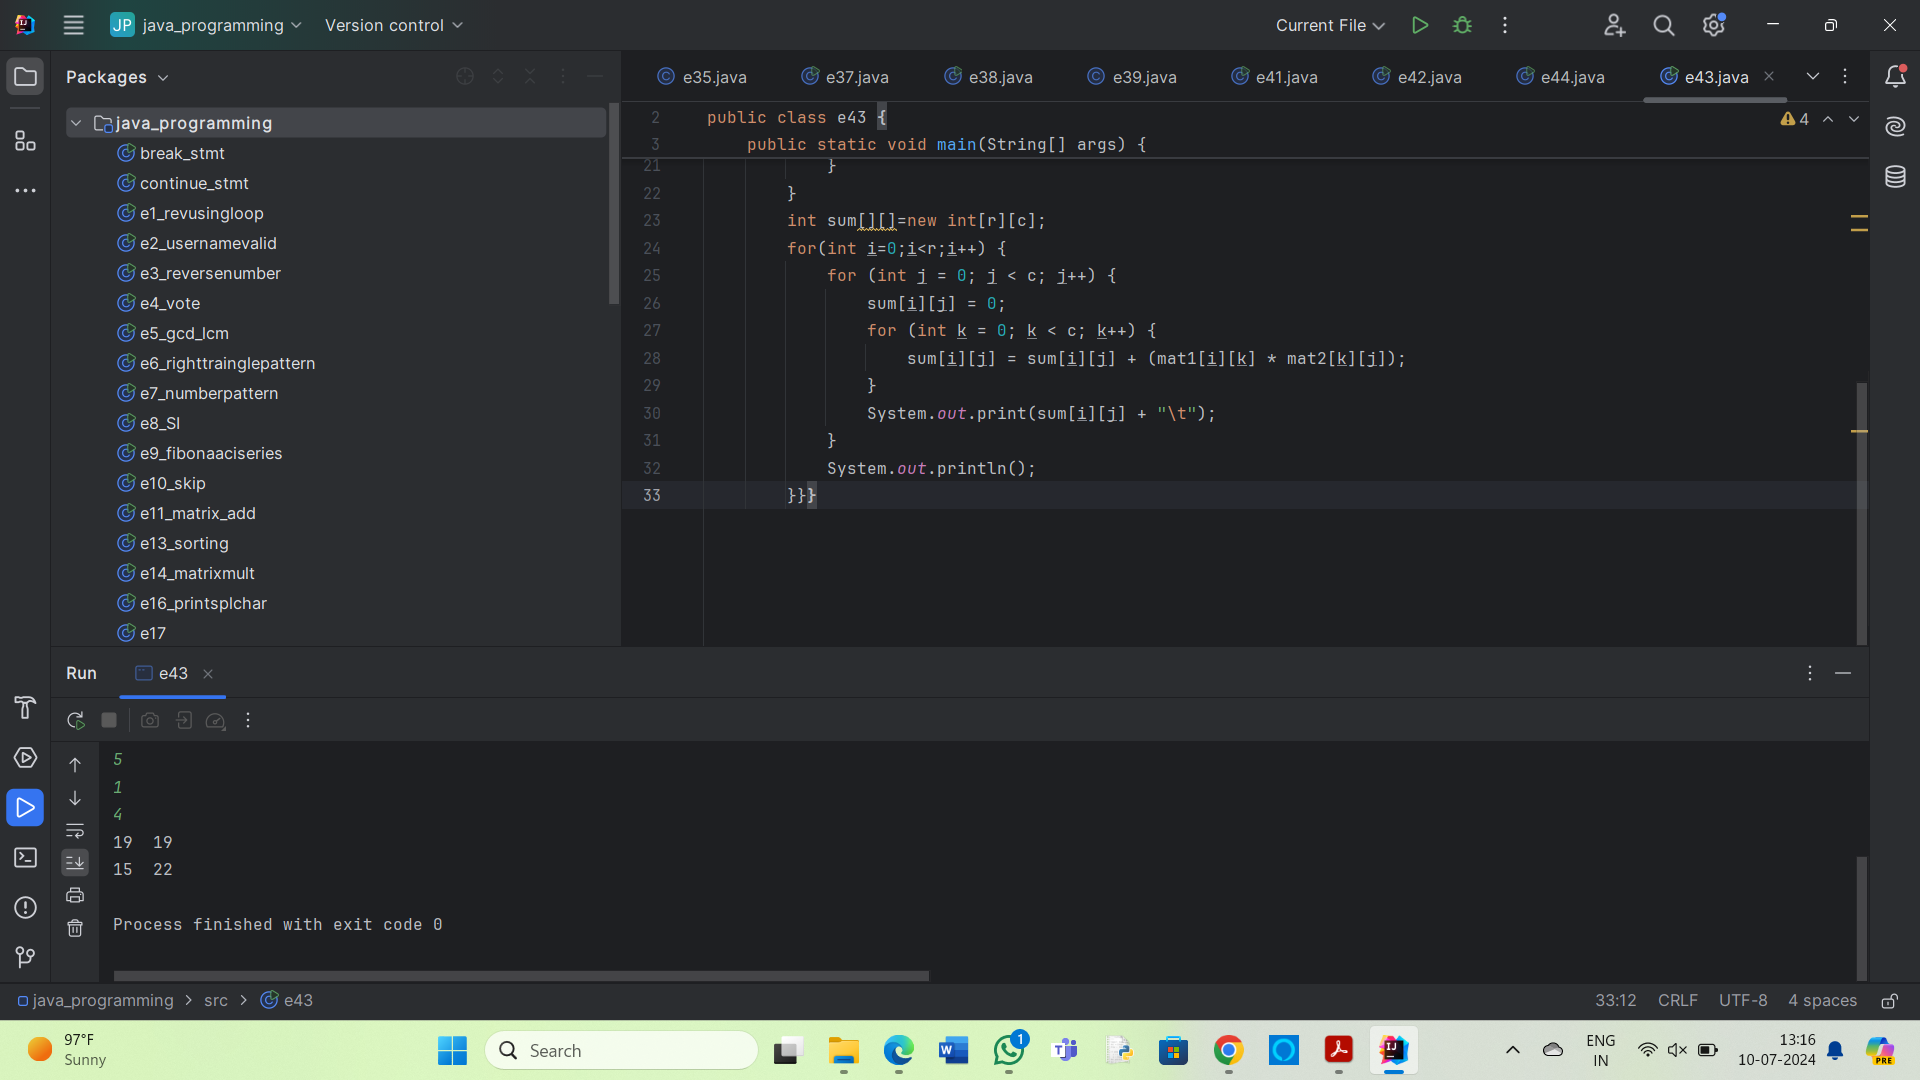 JP java_programming Version control Current File
Packages
e35.java e37.java e38.java e39.java e41.java e42.java e44.java e43.java
java_programming
break_stmt
continue_stmt
e1_revusingloop
e2_usernamevalid
e3_reversenumber
e4_vote
e5_gcd_lcm
e6_righttrainglepattern
e7_numberpattern
e8_SI
e9_fibonaaciseries
e10_skip
e11_matrix_add
e13_sorting
e14_matrixmult
e16_printsplchar
e17
4
2 public class e43 {
3 public static void main(String[] args) {
21 }
22 }
23 int sum[][]=new int[r][c];
24 for(int i=0;i<r;i++) {
25 for (int j = 0; j < c; j++) {
26 sum[i][j] = 0;
27 for (int k = 0; k < c; k++) {
28 sum[i][j] = sum[i][j] + (mat1[i][k] * mat2[k][j]);
29 }
30 System.out.print(sum[i][j] + "\t");
31 }
32 System.out.println();
33 }}}
Run e43
5
1
4
19 19
15 22
Process finished with exit code 0
java_programming > src > e43 33:12 CRLF UTF-8 4 spaces
97°F
Sunny
Search
1
ENG
IN
13:16
10-07-2024
PRE